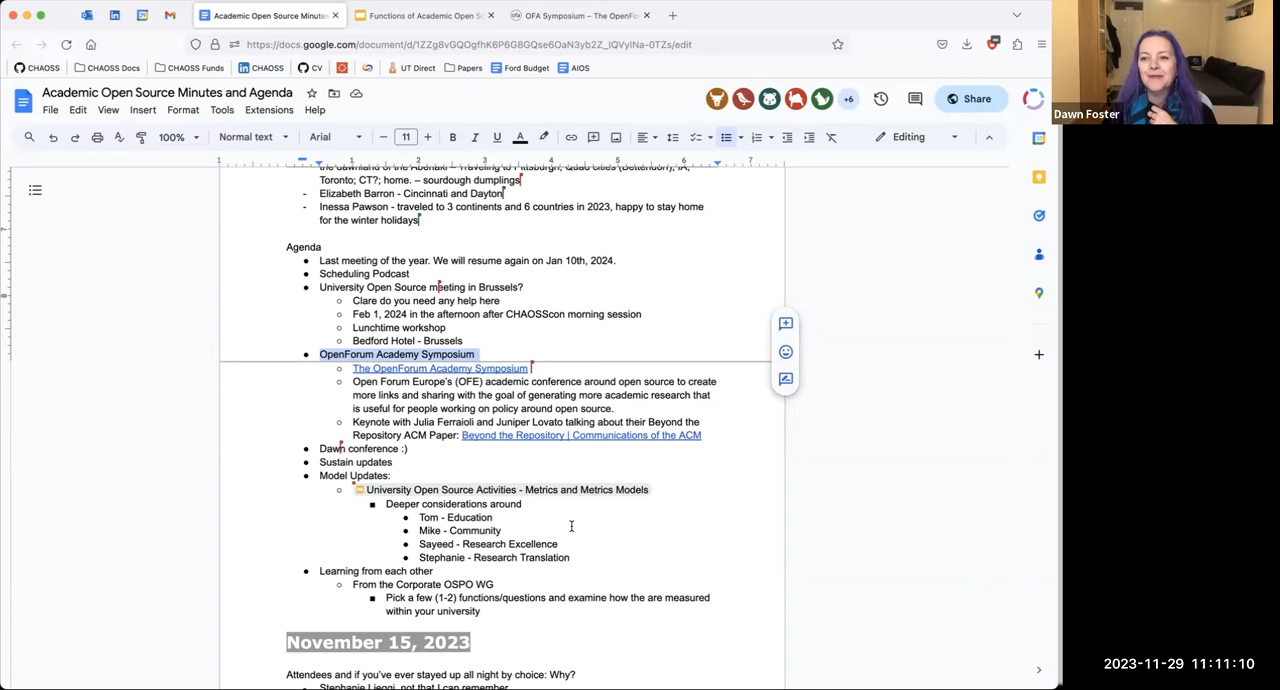 Academic Open Source Minutes
Functions of Academic Open So
OFA Symposium – The OpenFo
https://docs.google.com/document/d/1ZZg8vGQOgfhK6P6G8GQse6OaN3yb2Z_IQVyINa-0TZs/edit
CHAOSS
CHAOSS Docs
CHAOSS Funds
CHAOSS
CV
UT Direct
Papers
Ford Budget
AIOS
Academic Open Source Minutes and Agenda
File Edit View Insert Format Tools Extensions Help
+6
Share
100%
Normal text
Arial
11
Editing
Dawn Foster
Toronto; CT?; home. – sourdough dumplings
- Elizabeth Barron - Cincinnati and Dayton
- Inessa Pawson - traveled to 3 continents and 6 countries in 2023, happy to stay home
for the winter holidays
Agenda
● Last meeting of the year. We will resume again on Jan 10th, 2024.
● Scheduling Podcast
● University Open Source meeting in Brussels?
○ Clare do you need any help here
○ Feb 1, 2024 in the afternoon after CHAOSScon morning session
○ Lunchtime workshop
○ Bedford Hotel - Brussels
● OpenForum Academy Symposium
○ The OpenForum Academy Symposium
○ Open Forum Europe's (OFE) academic conference around open source to create
more links and sharing with the goal of generating more academic research that
is useful for people working on policy around open source.
○ Keynote with Julia Ferraioli and Juniper Lovato talking about their Beyond the
Repository ACM Paper: Beyond the Repository | Communications of the ACM
● Dawn conference :)
● Sustain updates
● Model Updates:
○ University Open Source Activities - Metrics and Metrics Models
■ Deeper considerations around
● Tom - Education
● Mike - Community
● Sayeed - Research Excellence
● Stephanie - Research Translation
● Learning from each other
○ From the Corporate OSPO WG
■ Pick a few (1-2) functions/questions and examine how the are measured
within your university
November 15, 2023
Attendees and if you've ever stayed up all night by choice: Why?
2023-11-29 11:11:10